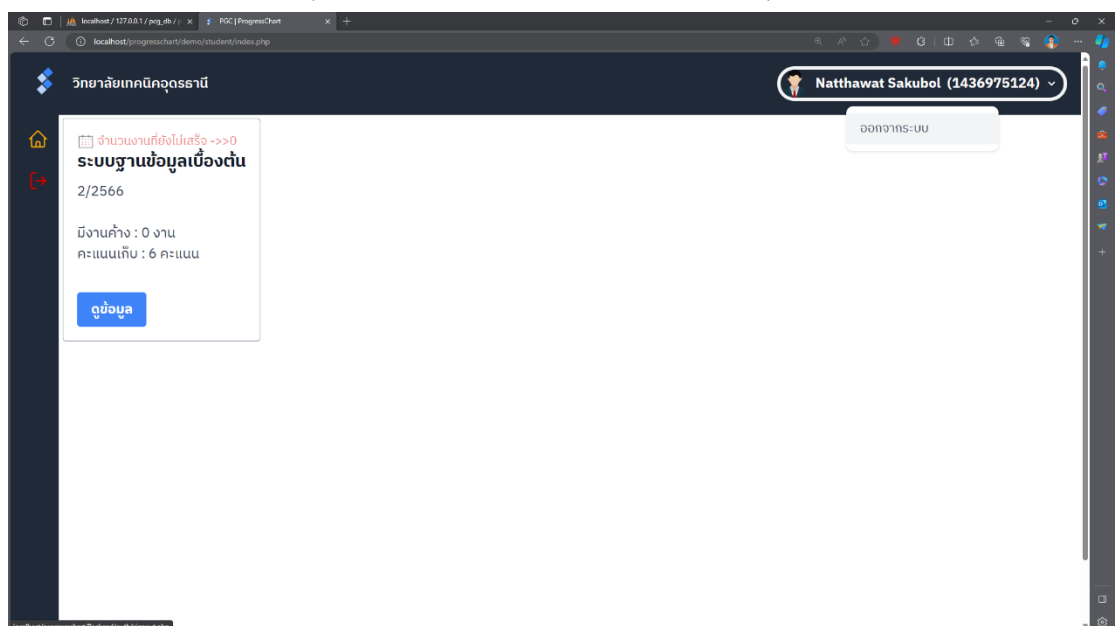 localhost / 127.0.0.1 / prg_db / p
PGC | ProgressChart
localhost/progresschart/demo/student/index.php
วิทยาลัยเทคนิคอุดรธานี
Natthawat Sakubol (1436975124)
ออกจากระบบ
จำนวนงานที่ยังไม่เสร็จ ->>0
ระบบฐานข้อมูลเบื้องต้น
2/2566
มีงานค้าง : 0 งาน
คะแนนเก็บ : 6 คะแนน
ดูข้อมูล